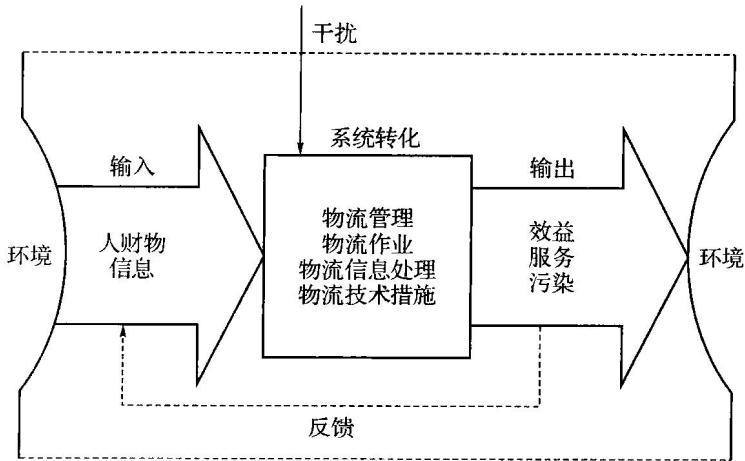 干扰
系统转化
输入
输出
人财物
信息
物流管理
物流作业
物流信息处理
物流技术措施
效益
服务
污染
环境
环境
反馈